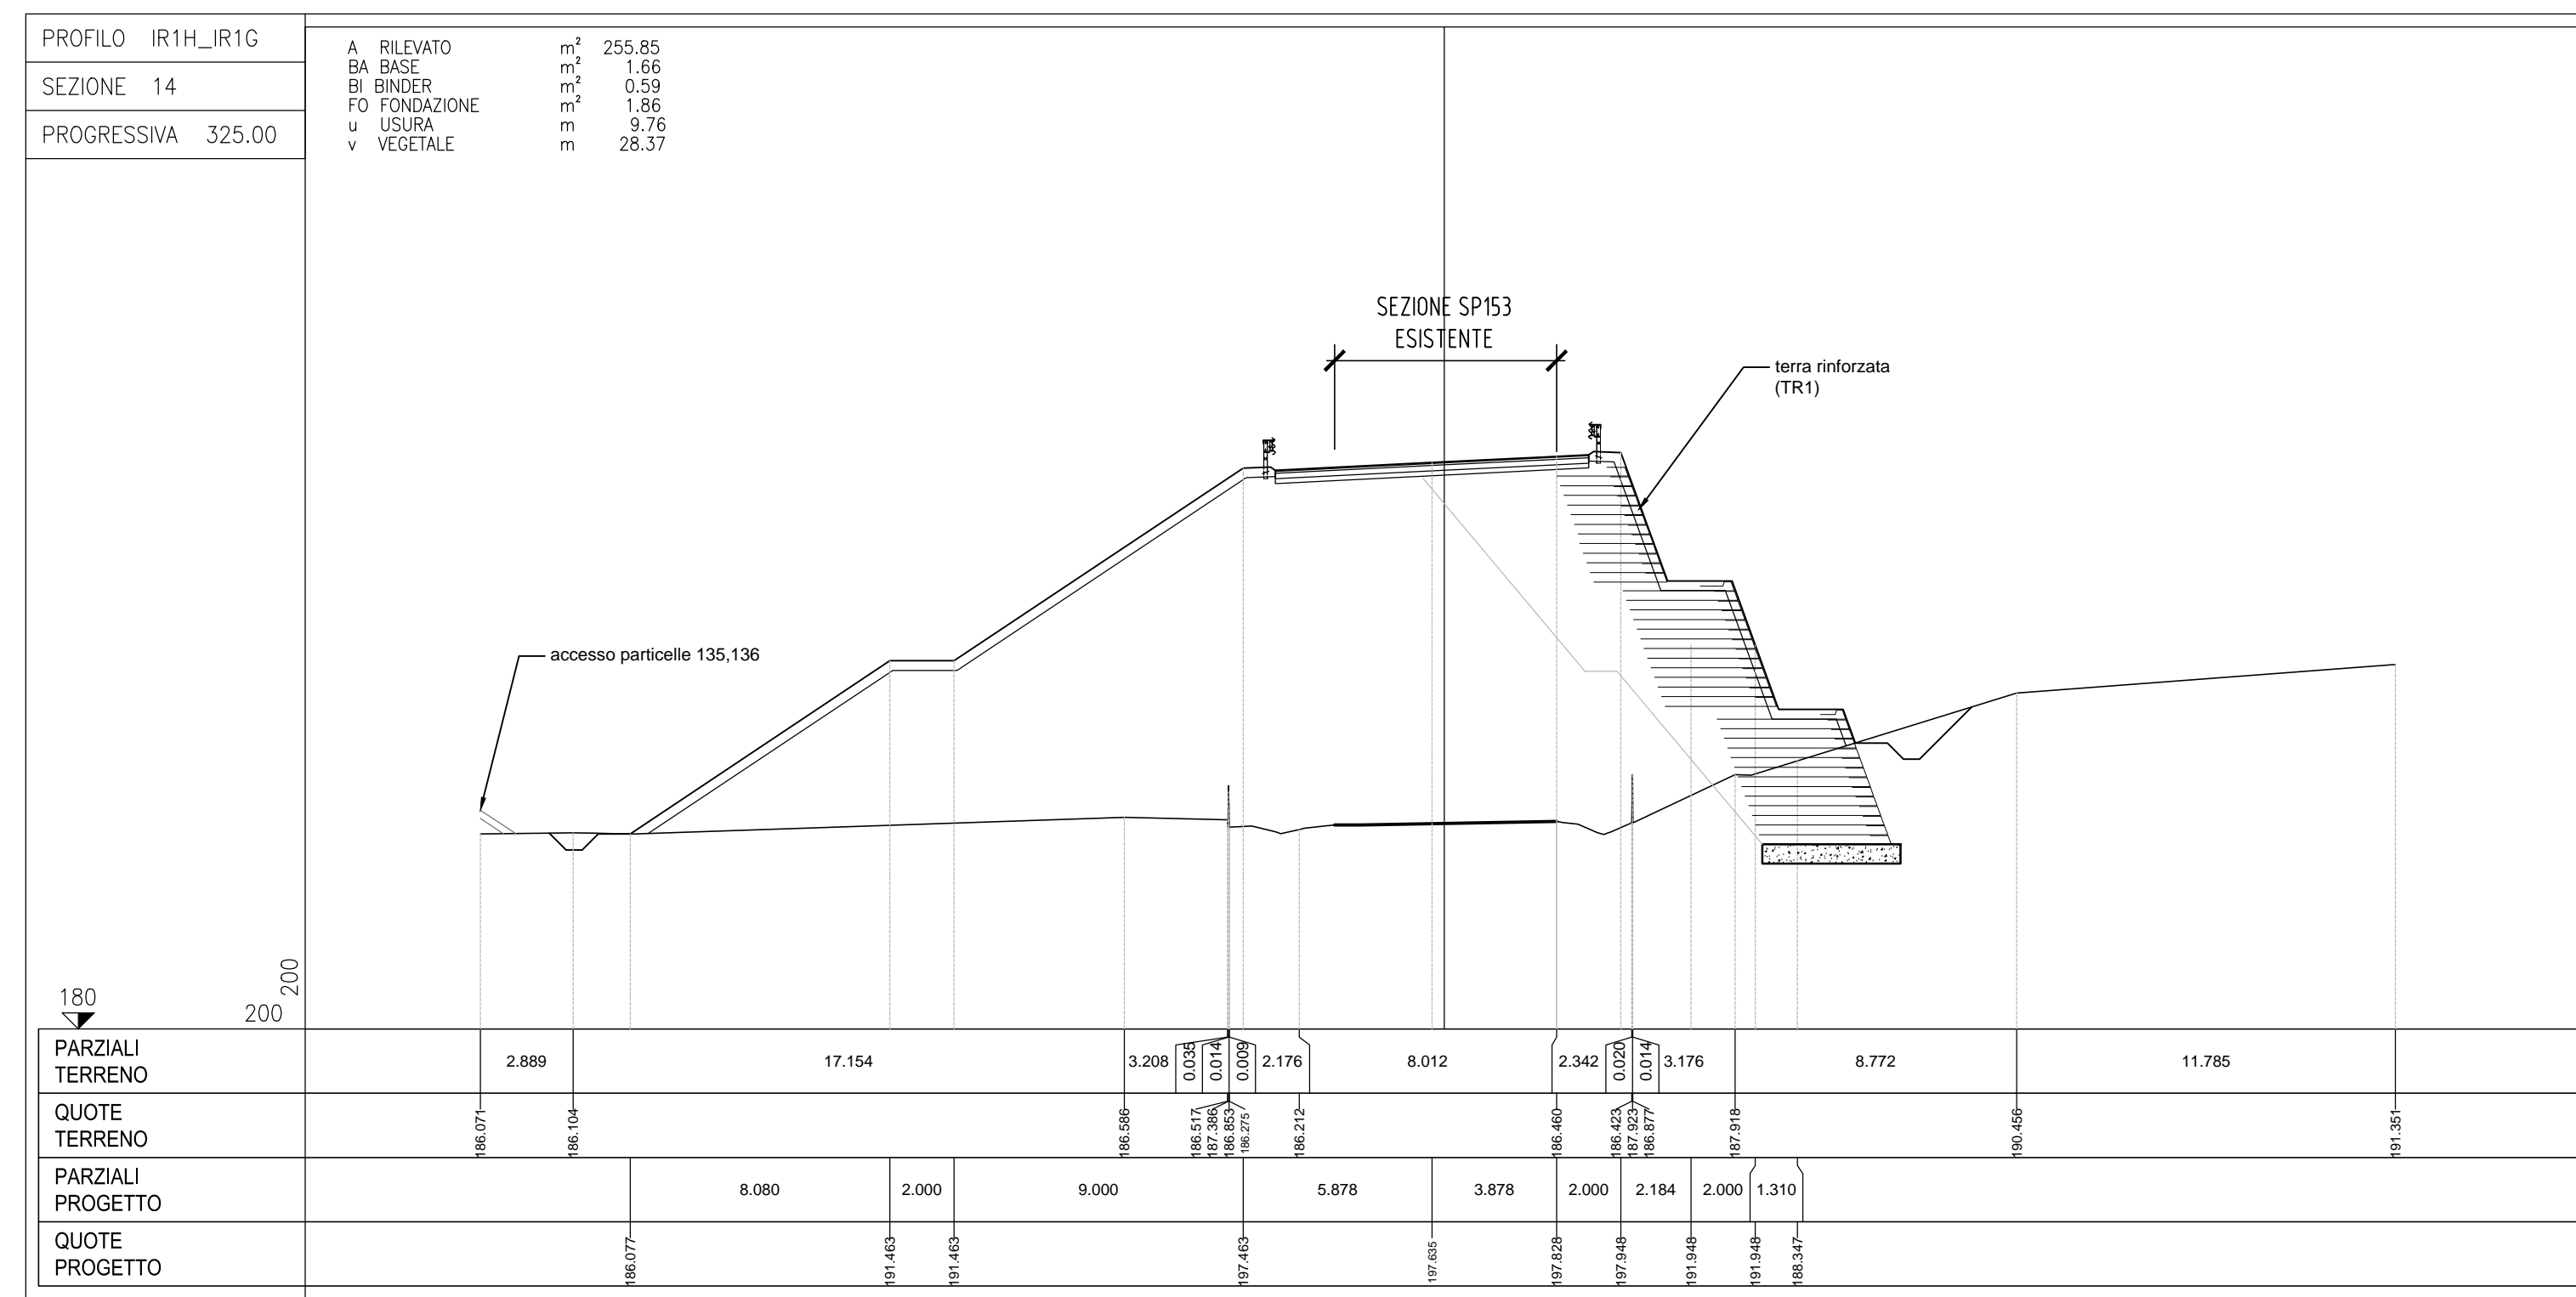 PROFILO IR1H_IR1G
SEZIONE 14
PROGRESSIVA 325.00
A RILEVATO m² 255.85
BA BASE m² 1.66
BI BINDER m² 0.59
FO FONDAZIONE m² 1.86
u USURA m 9.76
v VEGETALE m 28.37
SEZIONE SP153
ESISTENTE
terra rinforzata
(TR1)
accesso particelle 135,136
180
200
200
PARZIALI
TERRENO
2.889 17.154 3.208 0.035 0.014 0.009 2.176 8.012 2.342 0.020 0.014 3.176 8.772 11.785
QUOTE
TERRENO
186.071 186.104 186.586 186.517 187.386 186.853 186.275 186.212 186.460 186.423 187.923 186.877 187.918 190.456 191.351
PARZIALI
PROGETTO
8.080 2.000 9.000 5.878 3.878 2.000 2.184 2.000 1.310
QUOTE
PROGETTO
186.077 191.463 191.463 197.463 197.635 197.828 197.948 191.948 191.948 188.347